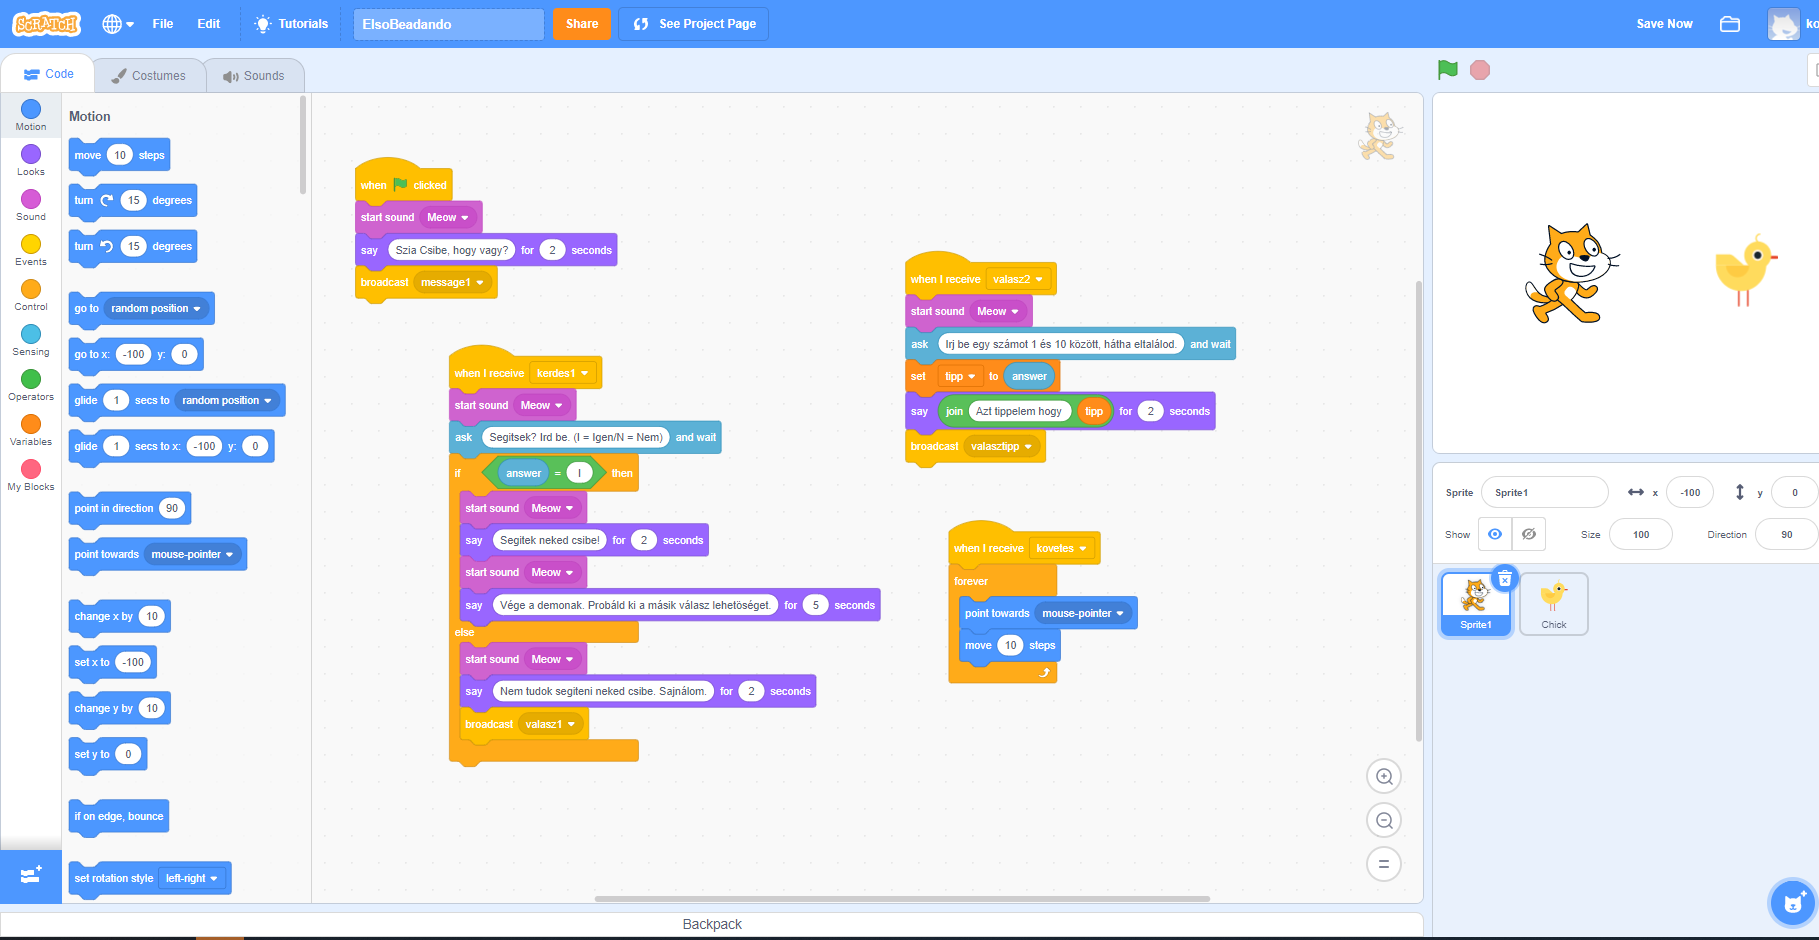 SCRATCH File Edit Tutorials ElsoBeadando Share See Project Page Save Now
Code Costumes Sounds
Motion
Looks
Sound
Events
Control
Sensing
Operators
Variables
My Blocks
Motion
move 10 steps
turn 15 degrees
turn 15 degrees
go to random position
go to x: -100 y: 0
glide 1 secs to random position
glide 1 secs to x: -100 y: 0
point in direction 90
point towards mouse-pointer
change x by 10
set x to -100
change y by 10
set y to 0
if on edge, bounce
set rotation style left-right
when clicked
start sound Meow
say Szia Csibe, hogy vagy? for 2 seconds
broadcast message1
when I receive kerdes1
start sound Meow
ask Segitsek? Ird be. (I = Igen/N = Nem) and wait
if answer = I then
start sound Meow
say Segitek neked csibe! for 2 seconds
start sound Meow
say Vége a demonak. Probáld ki a másik válasz lehetöséget. for 5 seconds
else
start sound Meow
say Nem tudok segiteni neked csibe. Sajnálom. for 2 seconds
broadcast valasz1
when I receive valasz2
start sound Meow
ask Irj be egy számot 1 és 10 között, hátha eltalálod. and wait
set tipp to answer
say join Azt tippelem hogy tipp for 2 seconds
broadcast valasztipp
when I receive koveles
forever
point towards mouse-pointer
move 10 steps
Sprite Sprite1 x -100 y 0
Show Size 100 Direction 90
Sprite1
Chick
Backpack